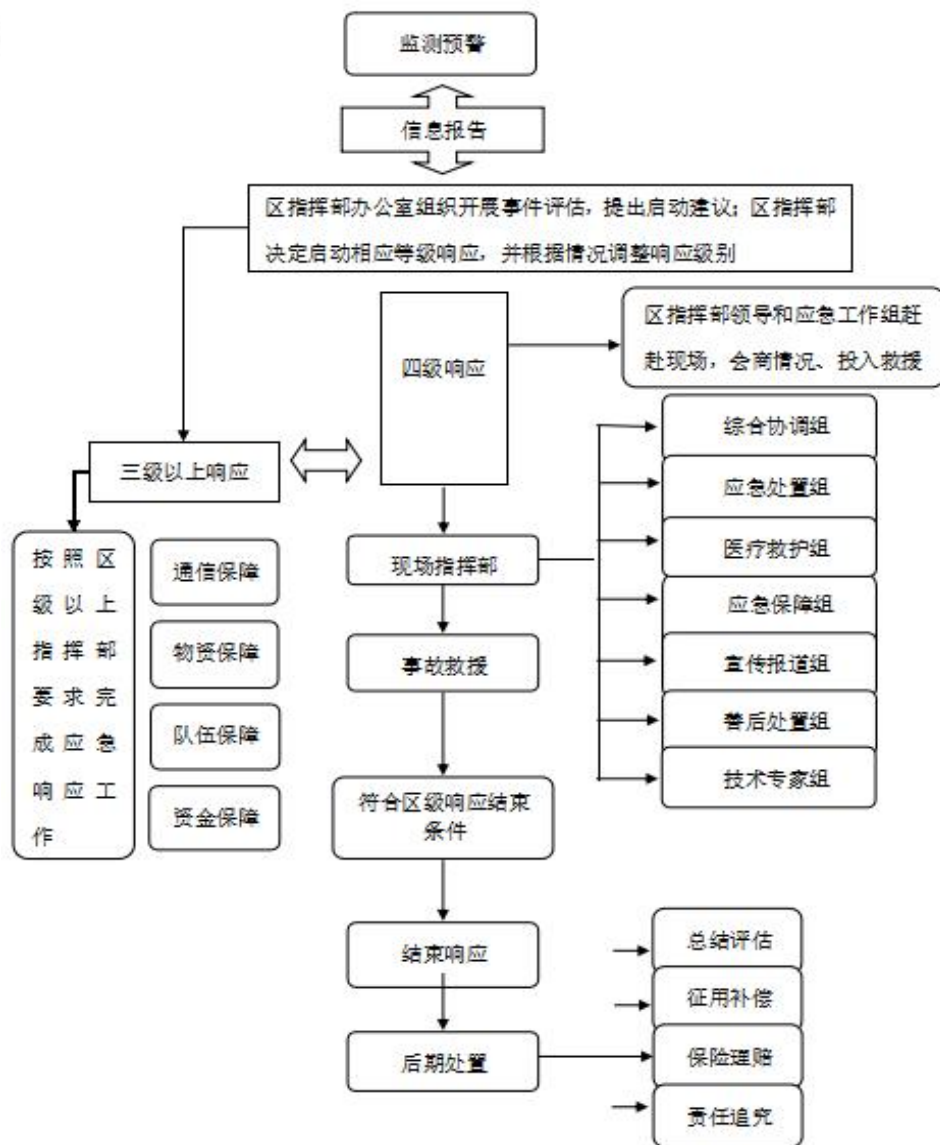 监测预警
信息报告
区指挥部办公室组织开展事件评估，提出启动建议；区指挥部
决定启动相应等级响应，并根据情况调整响应级别
四级响应
区指挥部领导和应急工作组赶
赴现场，会商情况、投入救援
三级以上响应
综合协调组
应急处置组
医疗救护组
应急保障组
宣传报道组
善后处置组
技术专家组
现场指挥部
事故救援
按照区
级以上
指挥部
要求完
成应急
响应工
作
通信保障
物资保障
队伍保障
资金保障
符合区级响应结束
条件
结束响应
后期处置
总结评估
征用补偿
保险理赔
责任追究